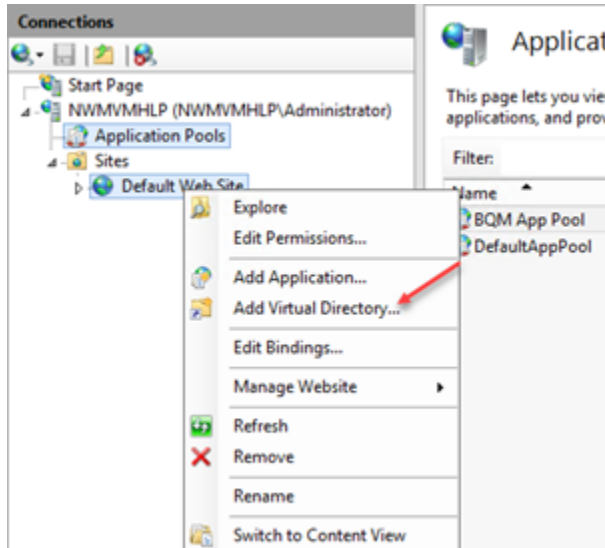 Connections
Start Page
NWMVMHLP (NWMVMHLP\Administrator)
Application Pools
Sites
Default Web Site
Explore
Edit Permissions...
Add Application...
Add Virtual Directory...
Edit Bindings...
Manage Website
Refresh
Remove
Rename
Switch to Content View
Applicat
This page lets you vie
applications, and prov
Filter:
Name
BQM App Pool
DefaultAppPool